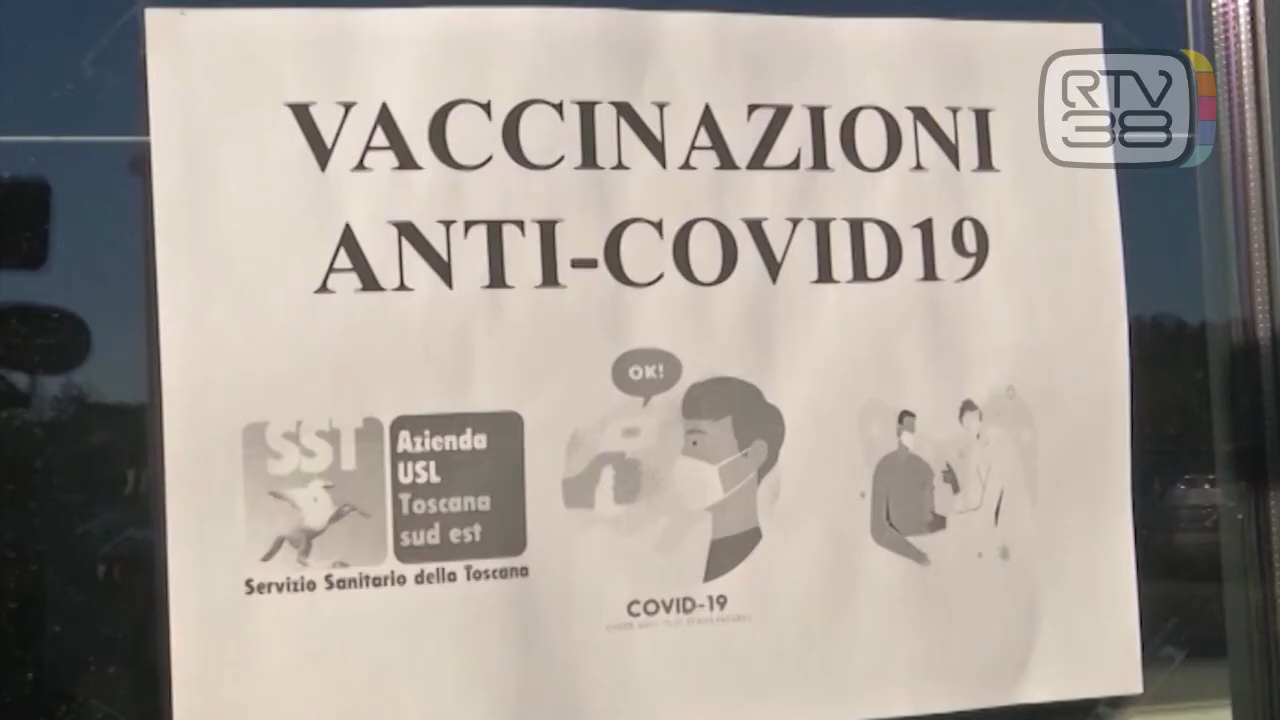 VACCINAZIONI
ANTI-COVID19
RTV
38
OK!
SST
Azienda
USL
Toscana
sud est
Servizio Sanitario della Toscana
COVID-19